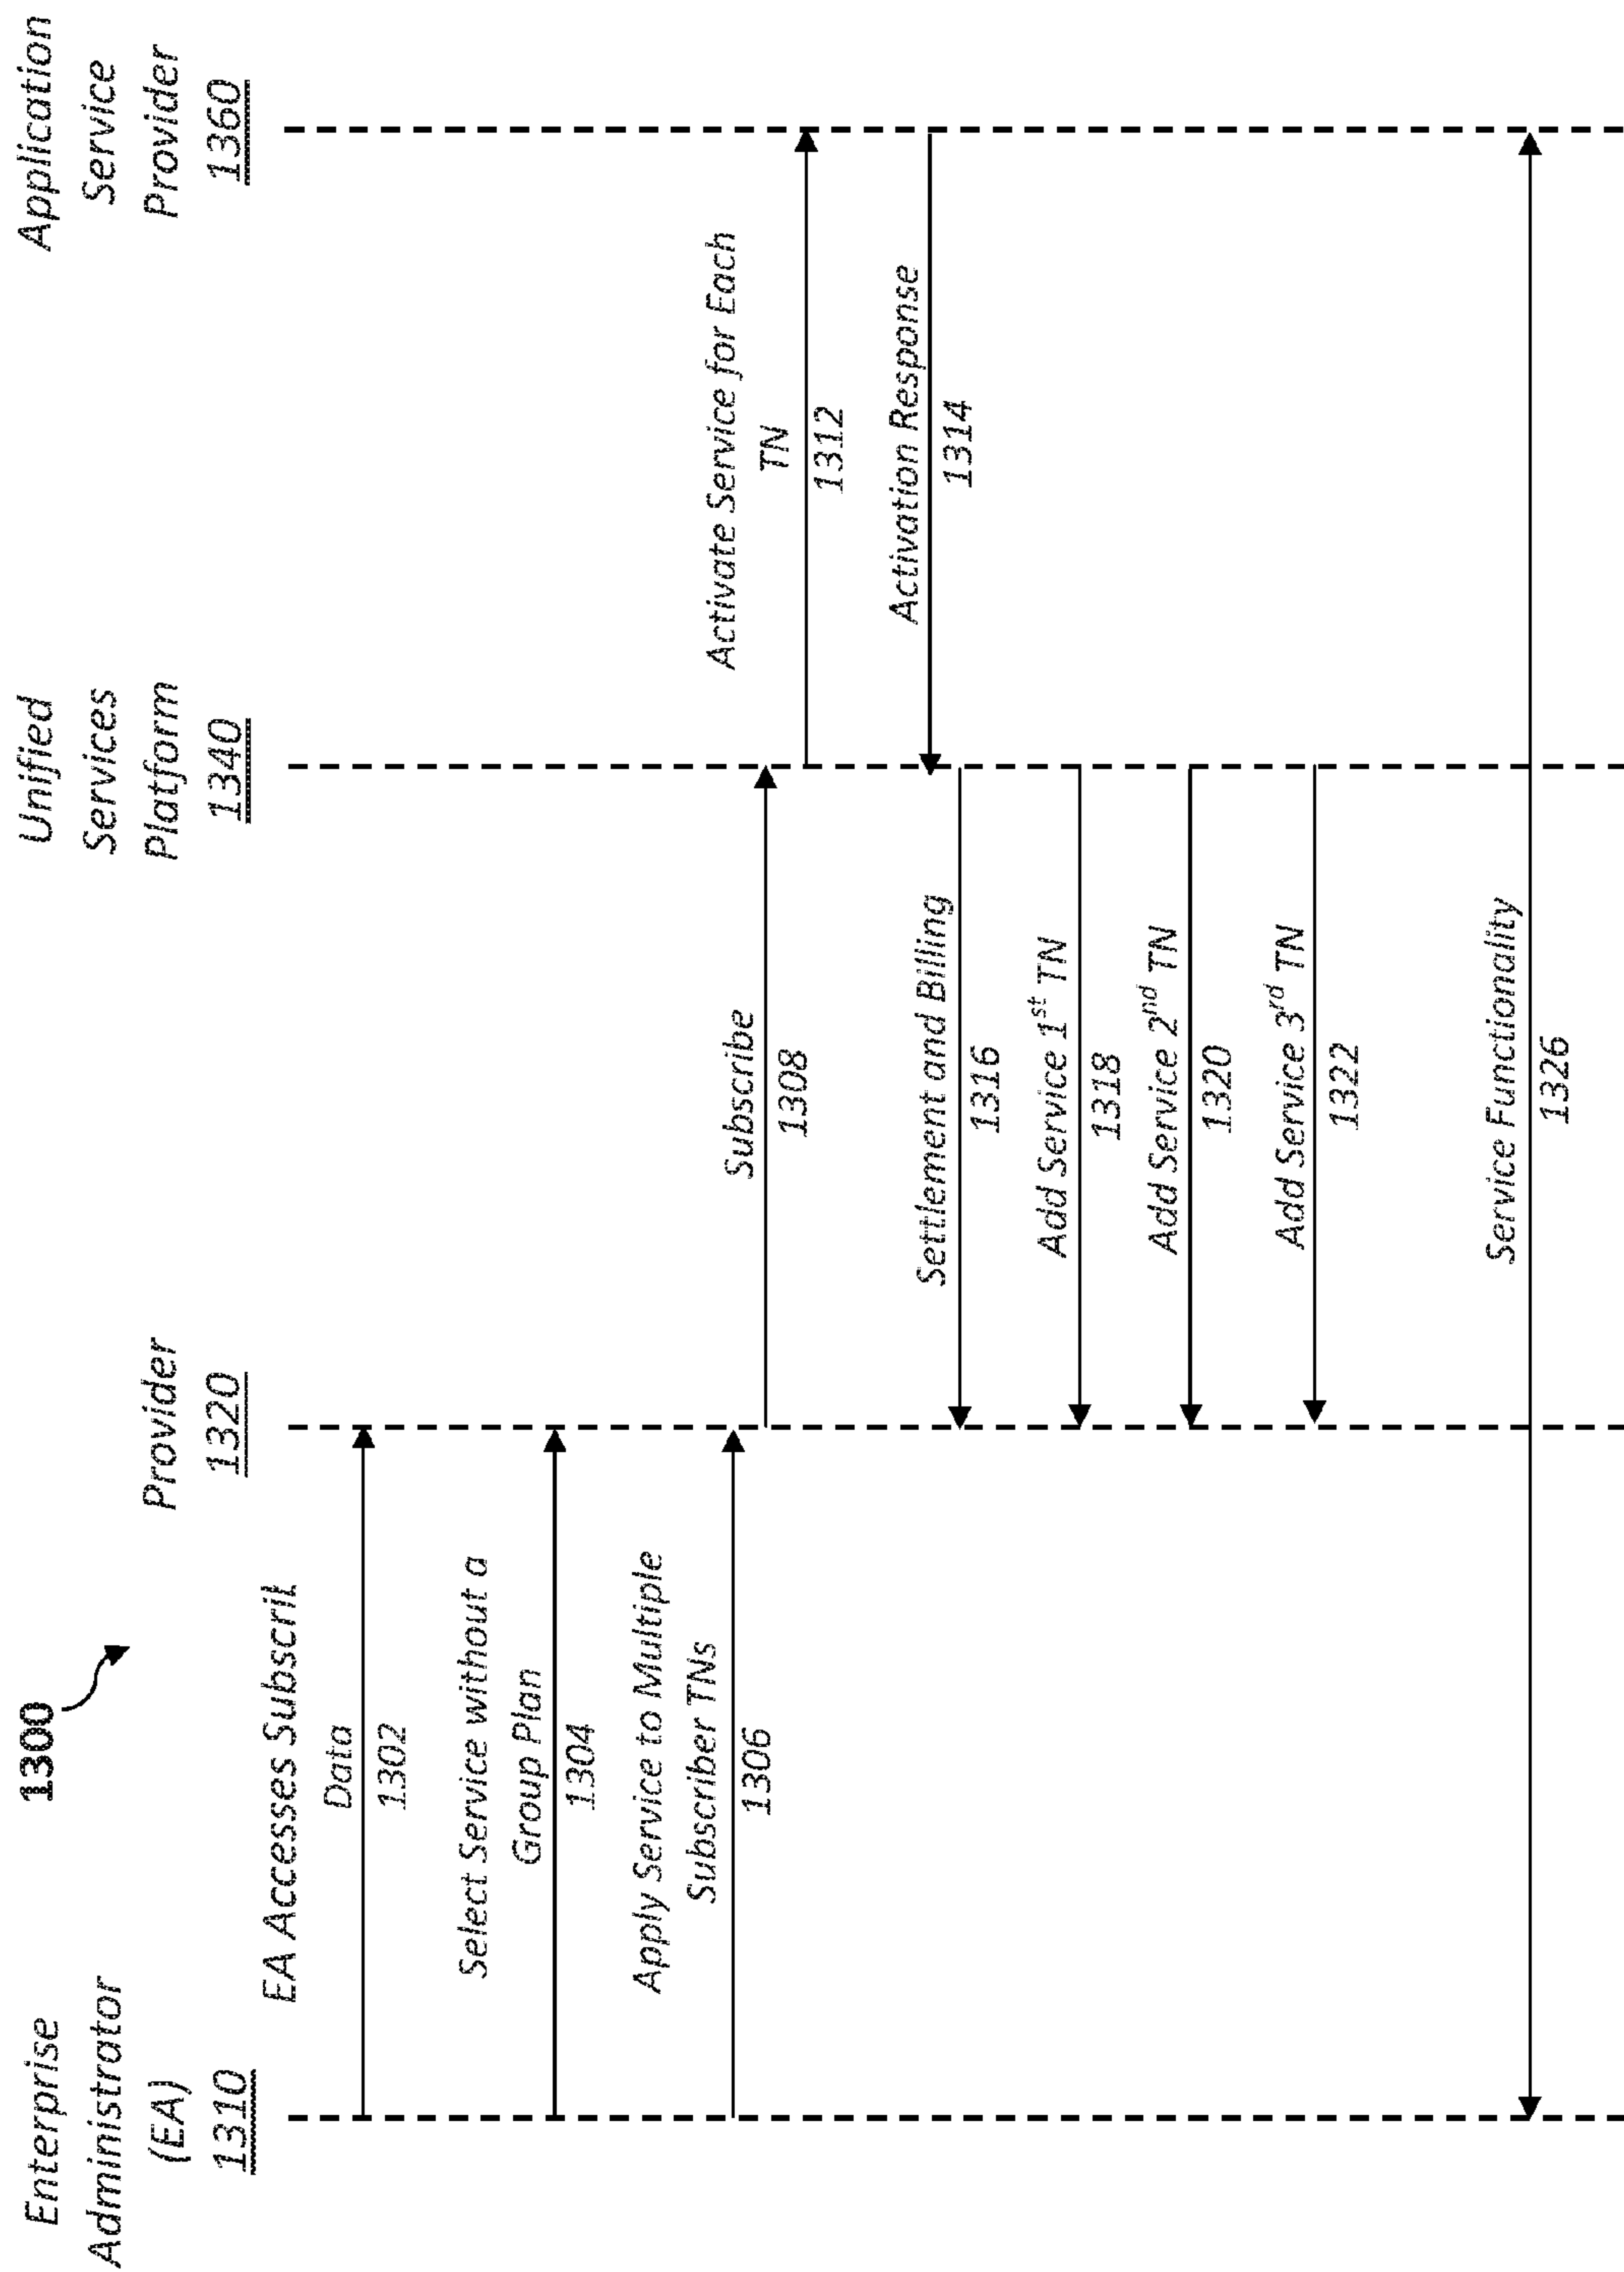 1300
Enterprise
Administrator
(EA)
1310
Provider
1320
Unified
Services
Platform
1340
Application
Service
Provider
1360
EA Accesses Subscril
Data
1302
Select Service without a
Group Plan
1304
Apply Service to Multiple
Subscriber TNs
1306
Subscribe
1308
Activate Service for Each
TN
1312
Activation Response
1314
Settlement and Billing
1316
Add Service 1st TN
1318
Add Service 2nd TN
1320
Add Service 3rd TN
1322
Service Functionality
1326